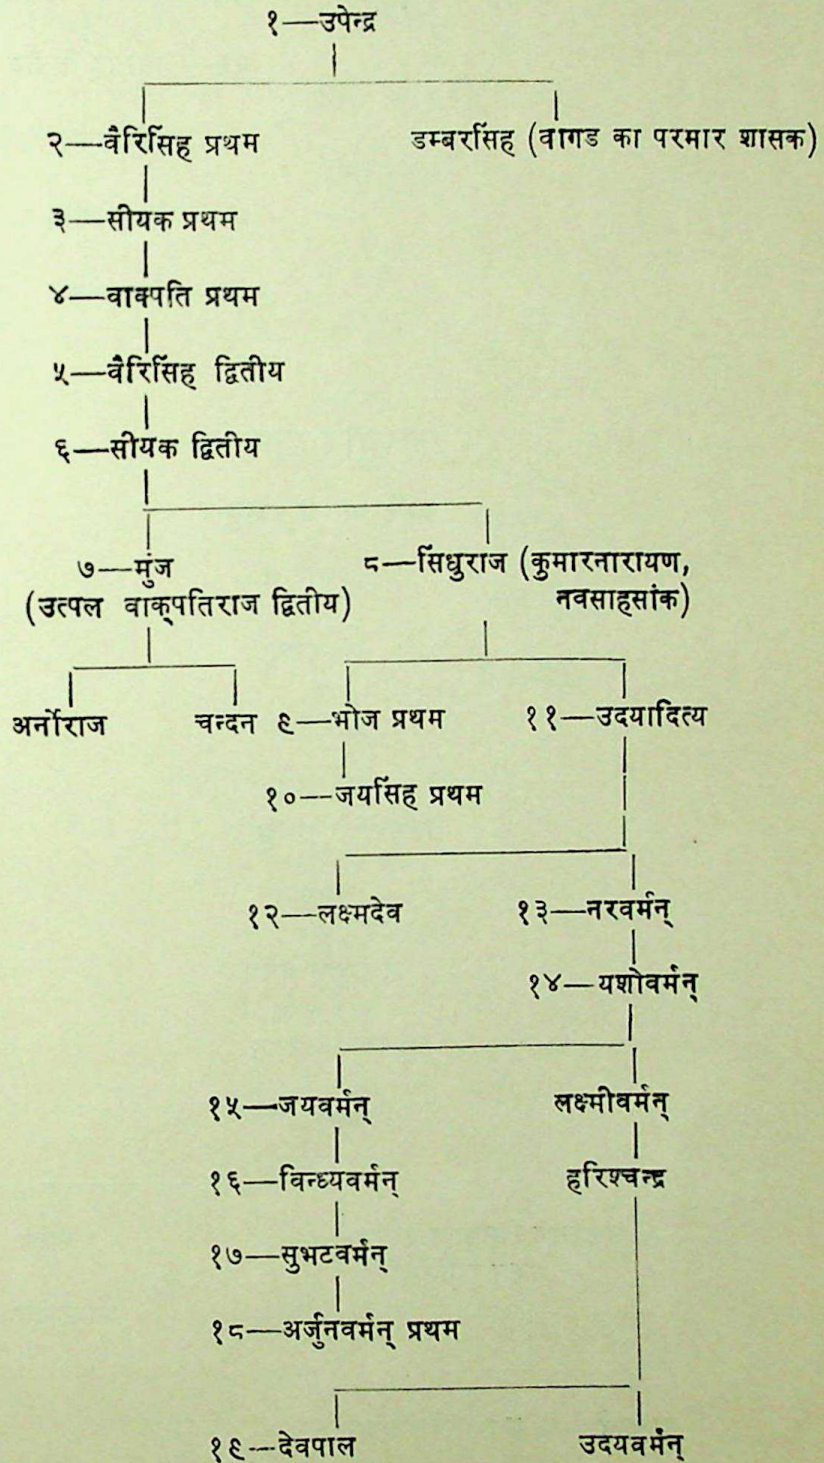 १—उपेन्द्र
२—वैरिसिंह प्रथम डम्बरसिंह (वागड का परमार शासक)
३—सीयक प्रथम
४—वाक्पति प्रथम
५—वैरिसिंह द्वितीय
६—सीयक द्वितीय
७—मुंज ८—सिंधुराज (कुमारनारायण,
(उत्पल वाक्‌पतिराज द्वितीय) नवसाहसांक)
अर्नोराज चन्दन ९—भोज प्रथम ११—उदयादित्य
१०—जयसिंह प्रथम
१२—लक्ष्मदेव १३—नरवर्मन्
१४—यशोवर्मन्
१५—जयवर्मन् लक्ष्मीवर्मन्
१६—विन्ध्यवर्मन् हरिश्चन्द्र
१७—सुभटवर्मन्
१८—अर्जुनवर्मन् प्रथम
१९—देवपाल उदयवर्मन्